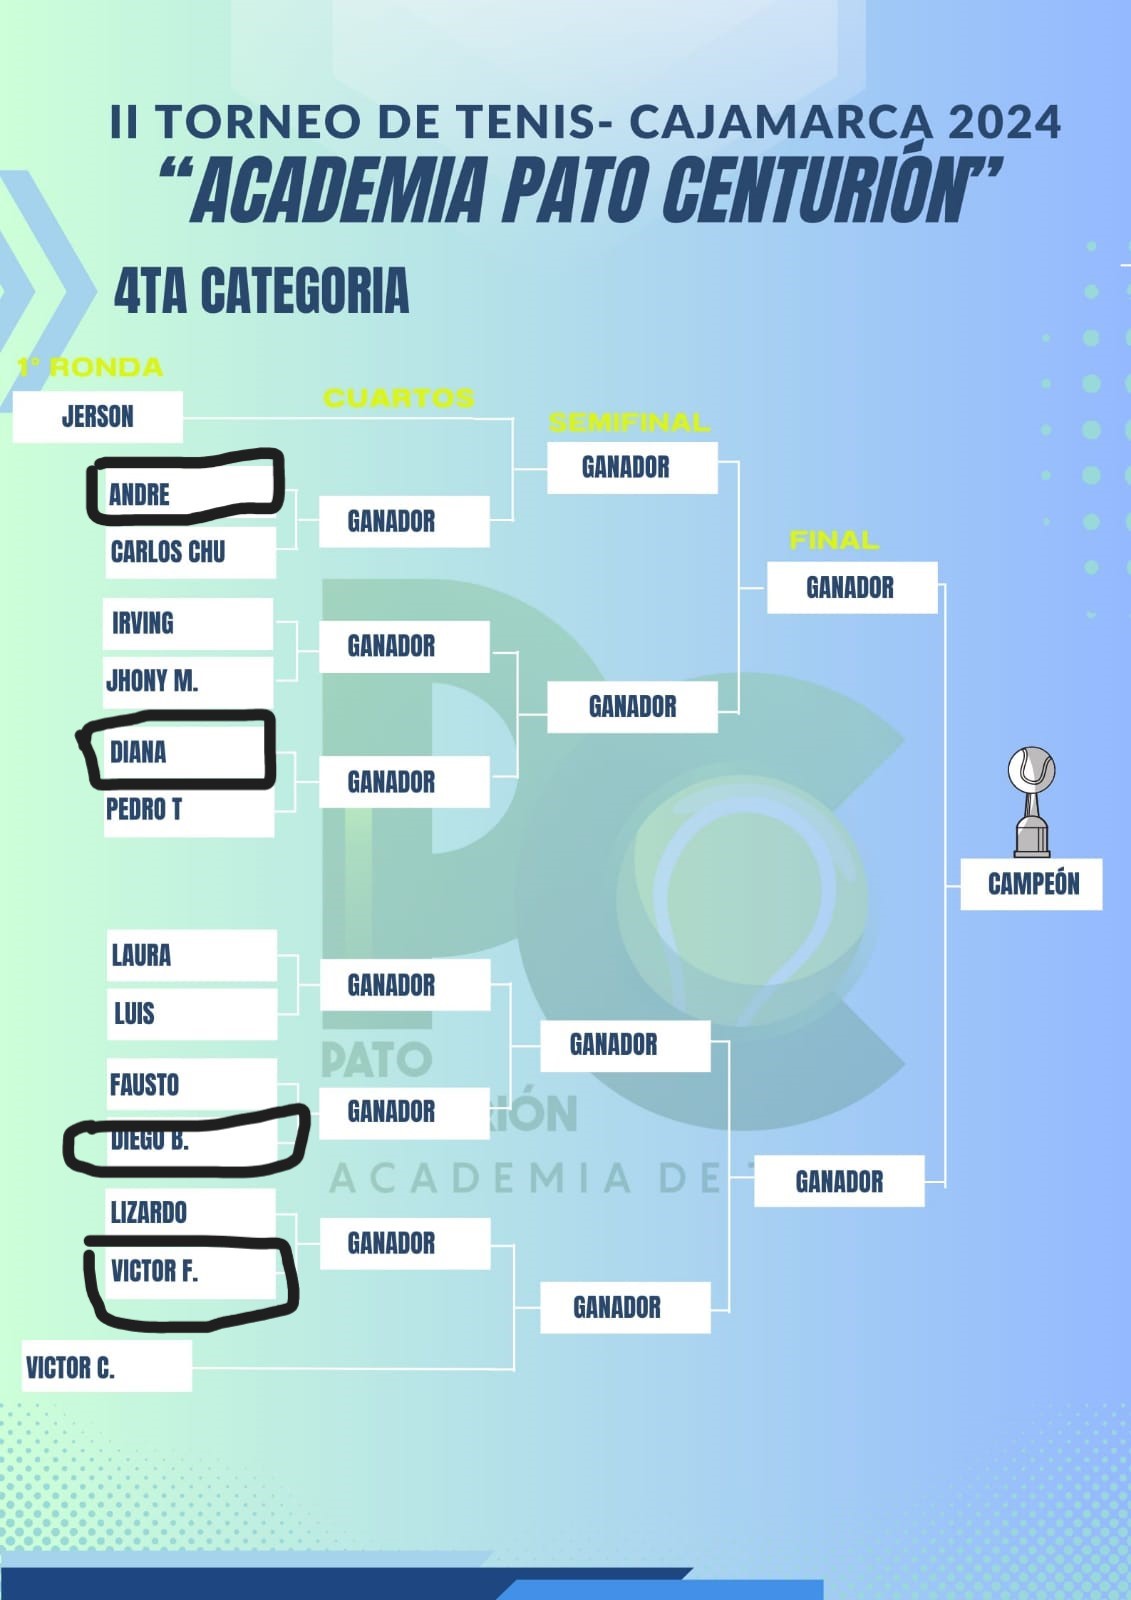 II TORNEO DE TENIS- CAJAMARCA 2024
“ACADEMIA PATO CENTURIÓN”
4TA CATEGORIA
1° RONDA
CUARTOS
SEMIFINAL
FINAL
JERSON
ANDRE
CARLOS CHU
IRVING
JHONY M.
DIANA
PEDRO T
LAURA
LUIS
FAUSTO
DIEGO B.
LIZARDO
VICTOR F.
VICTOR C.
GANADOR
GANADOR
GANADOR
GANADOR
GANADOR
GANADOR
GANADOR
GANADOR
GANADOR
GANADOR
GANADOR
GANADOR
CAMPEÓN
PATO
IÓN
ACADEMIA DE